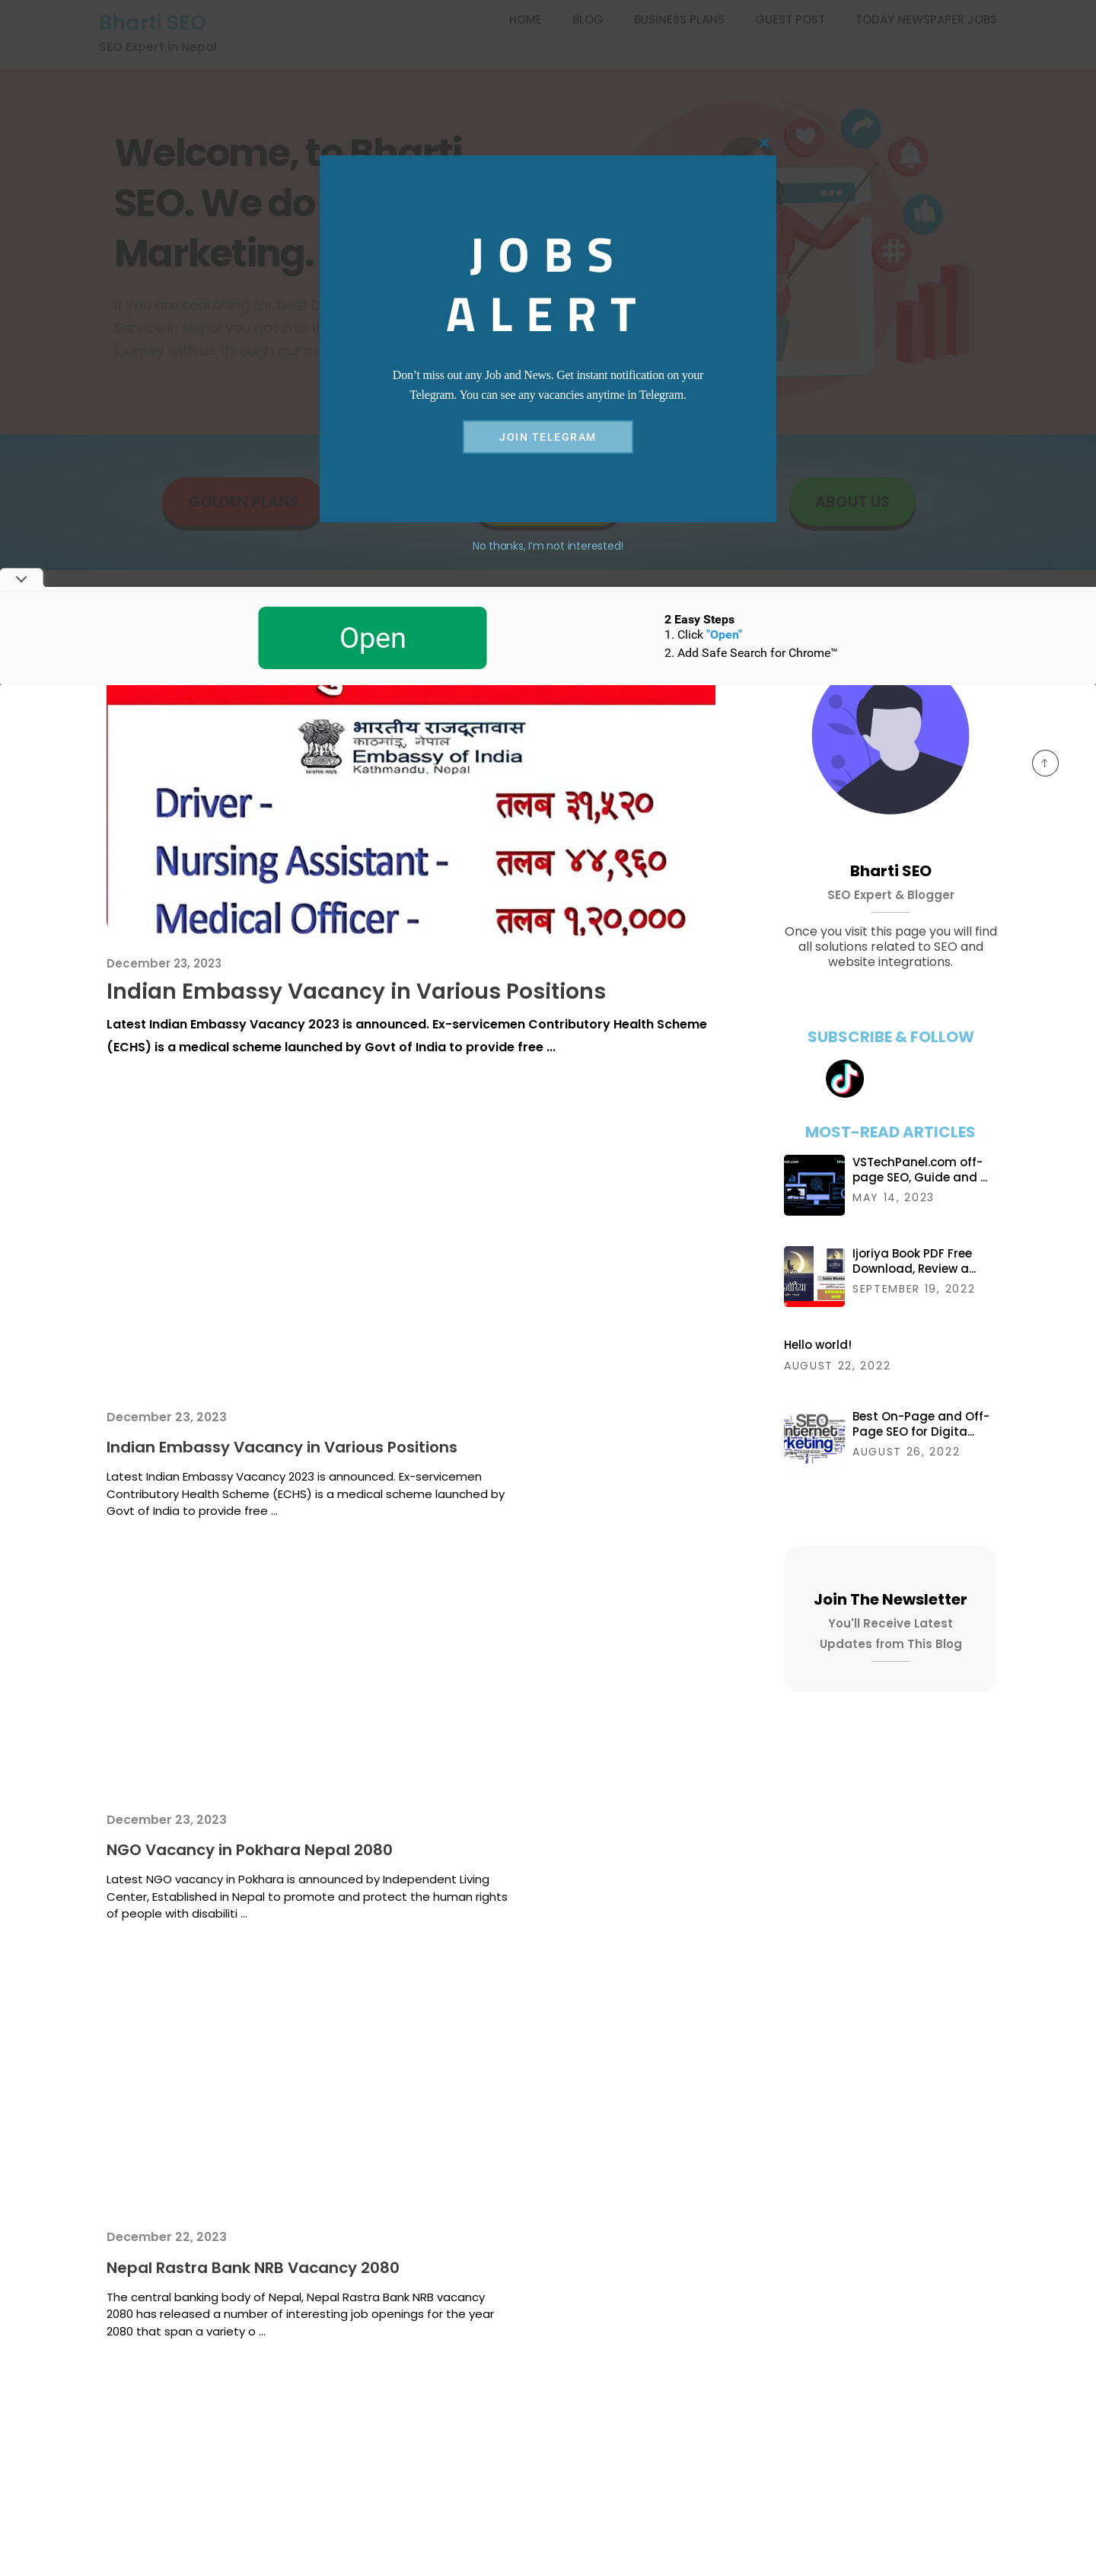 Bharti SEO
SEO Expert in Nepal
HOME BLOG BUSINESS PLANS GUEST POST TODAY NEWSPAPER JOBS
Welcome, to Bharti
SEO. We do
Marketing.
If you are searching for best D
Service in Nepal you got into th
journey with us through our co
JOBS
ALERT
Don’t miss out any Job and News. Get instant notification on your
Telegram. You can see any vacancies anytime in Telegram.
JOIN TELEGRAM
GOLDEN PLANS
ABOUT US
No thanks, I’m not interested!
Open
2 Easy Steps
1. Click "Open"
2. Add Safe Search for Chrome™
भारतीय राजदूतावास
काठमांडू, नेपाल
Embassy of India
Kathmandu, Nepal
Driver - तलब ३१,५२०
Nursing Assistant - तलब ४४,९६०
Medical Officer - तलब १,२०,०००
December 23, 2023
Indian Embassy Vacancy in Various Positions
Latest Indian Embassy Vacancy 2023 is announced. Ex-servicemen Contributory Health Scheme
(ECHS) is a medical scheme launched by Govt of India to provide free ...
December 23, 2023
Indian Embassy Vacancy in Various Positions
Latest Indian Embassy Vacancy 2023 is announced. Ex-servicemen
Contributory Health Scheme (ECHS) is a medical scheme launched by
Govt of India to provide free ...
December 23, 2023
NGO Vacancy in Pokhara Nepal 2080
Latest NGO vacancy in Pokhara is announced by Independent Living
Center, Established in Nepal to promote and protect the human rights
of people with disabiliti ...
December 22, 2023
Nepal Rastra Bank NRB Vacancy 2080
The central banking body of Nepal, Nepal Rastra Bank NRB vacancy
2080 has released a number of interesting job openings for the year
2080 that span a variety o ...
Bharti SEO
SEO Expert & Blogger
Once you visit this page you will find
all solutions related to SEO and
website integrations.
SUBSCRIBE & FOLLOW
MOST-READ ARTICLES
VSTechPanel.com off-
page SEO, Guide and ...
MAY 14, 2023
Ijoriya Book PDF Free
Download, Review a...
SEPTEMBER 19, 2022
Hello world!
AUGUST 22, 2022
SEO
Internet
Best On-Page and Off-
Page SEO for Digita...
AUGUST 26, 2022
Join The Newsletter
You'll Receive Latest
Updates from This Blog